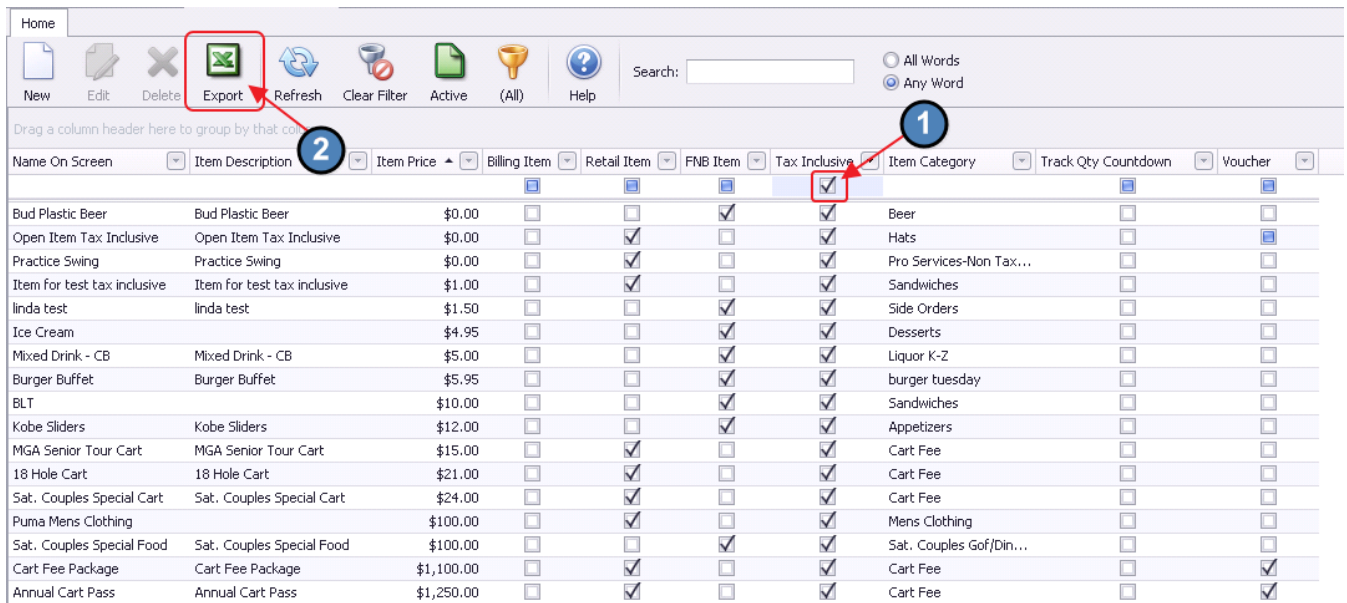 Home
New Edit Delete Export Refresh Clear Filter Active (All) Help Search: All Words
Any Word
Drag a column header here to group by that
1
2
Name On Screen Item Description Item Price Billing Item Retail Item FNB Item Tax Inclusive Item Category Track Qty Countdown Voucher
Bud Plastic Beer Bud Plastic Beer $0.00 Beer
Open Item Tax Inclusive Open Item Tax Inclusive $0.00 Hats
Practice Swing Practice Swing $0.00 Pro Services-Non Tax...
Item for test tax inclusive Item for test tax inclusive $1.00 Sandwiches
linda test linda test $1.50 Side Orders
Ice Cream $4.95 Desserts
Mixed Drink - CB Mixed Drink - CB $5.00 Liquor K-Z
Burger Buffet Burger Buffet $5.95 burger tuesday
BLT $10.00 Sandwiches
Kobe Sliders Kobe Sliders $12.00 Appetizers
MGA Senior Tour Cart MGA Senior Tour Cart $15.00 Cart Fee
18 Hole Cart 18 Hole Cart $21.00 Cart Fee
Sat. Couples Special Cart Sat. Couples Special Cart $24.00 Cart Fee
Puma Mens Clothing $100.00 Mens Clothing
Sat. Couples Special Food Sat. Couples Special Food $100.00 Sat. Couples Gof/Din...
Cart Fee Package Cart Fee Package $1,100.00 Cart Fee
Annual Cart Pass Annual Cart Pass $1,250.00 Cart Fee